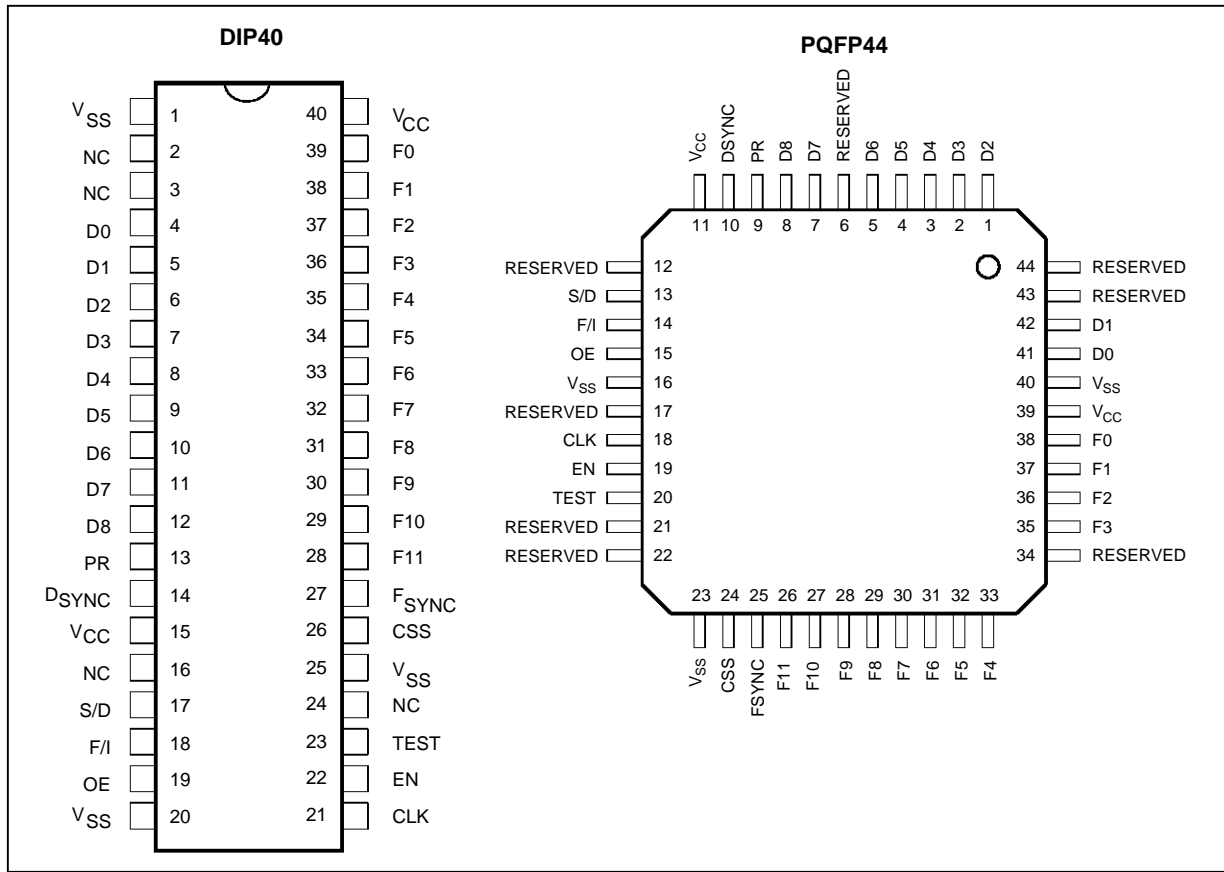 DIP40
VSS 1 40 VCC
NC 2 39 F0
NC 3 38 F1
D0 4 37 F2
D1 5 36 F3
D2 6 35 F4
D3 7 34 F5
D4 8 33 F6
D5 9 32 F7
D6 10 31 F8
D7 11 30 F9
D8 12 29 F10
PR 13 28 F11
DSYNC 14 27 FSYNC
VCC 15 26 CSS
NC 16 25 VSS
S/D 17 24 NC
F/I 18 23 TEST
OE 19 22 EN
VSS 20 21 CLK
PQFP44
VCC DSYNC PR D8 D7 RESERVED D6 D5 D4 D3 D2
11 10 9 8 7 6 5 4 3 2 1
RESERVED 12 44 RESERVED
S/D 13 43 RESERVED
F/I 14 42 D1
OE 15 41 D0
VSS 16 40 VSS
RESERVED 17 39 VCC
CLK 18 38 F0
EN 19 37 F1
TEST 20 36 F2
RESERVED 21 35 F3
RESERVED 22 34 RESERVED
23 24 25 26 27 28 29 30 31 32 33
VSS CSS FSYNC F11 F10 F9 F8 F7 F6 F5 F4